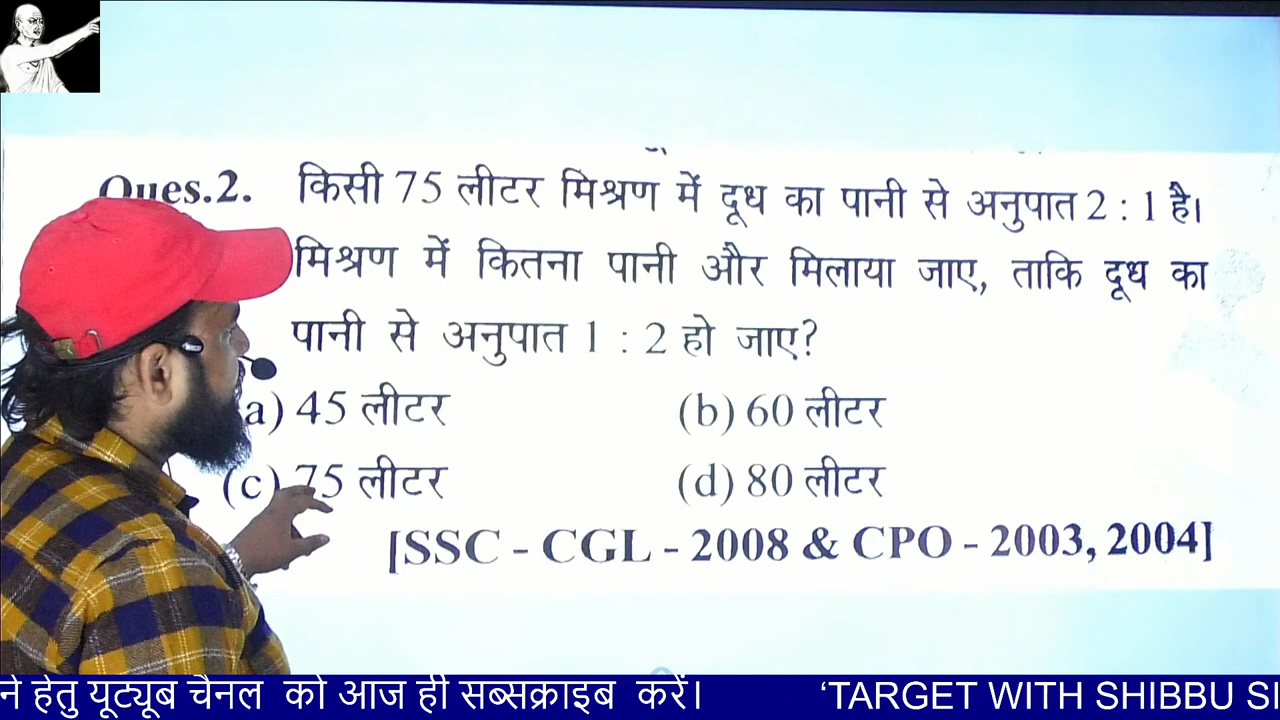 Ques.2. किसी 75 लीटर मिश्रण में दूध का पानी से अनुपात 2 : 1 है।
मिश्रण में कितना पानी और मिलाया जाए, ताकि दूध का
पानी से अनुपात 1 : 2 हो जाए?
a) 45 लीटर (b) 60 लीटर
(c) 75 लीटर (d) 80 लीटर
[SSC - CGL - 2008 & CPO - 2003, 2004]
ने हेतु यूट्यूब चैनल को आज ही सब्सक्राइब करें। ‘TARGET WITH SHIBBU SI